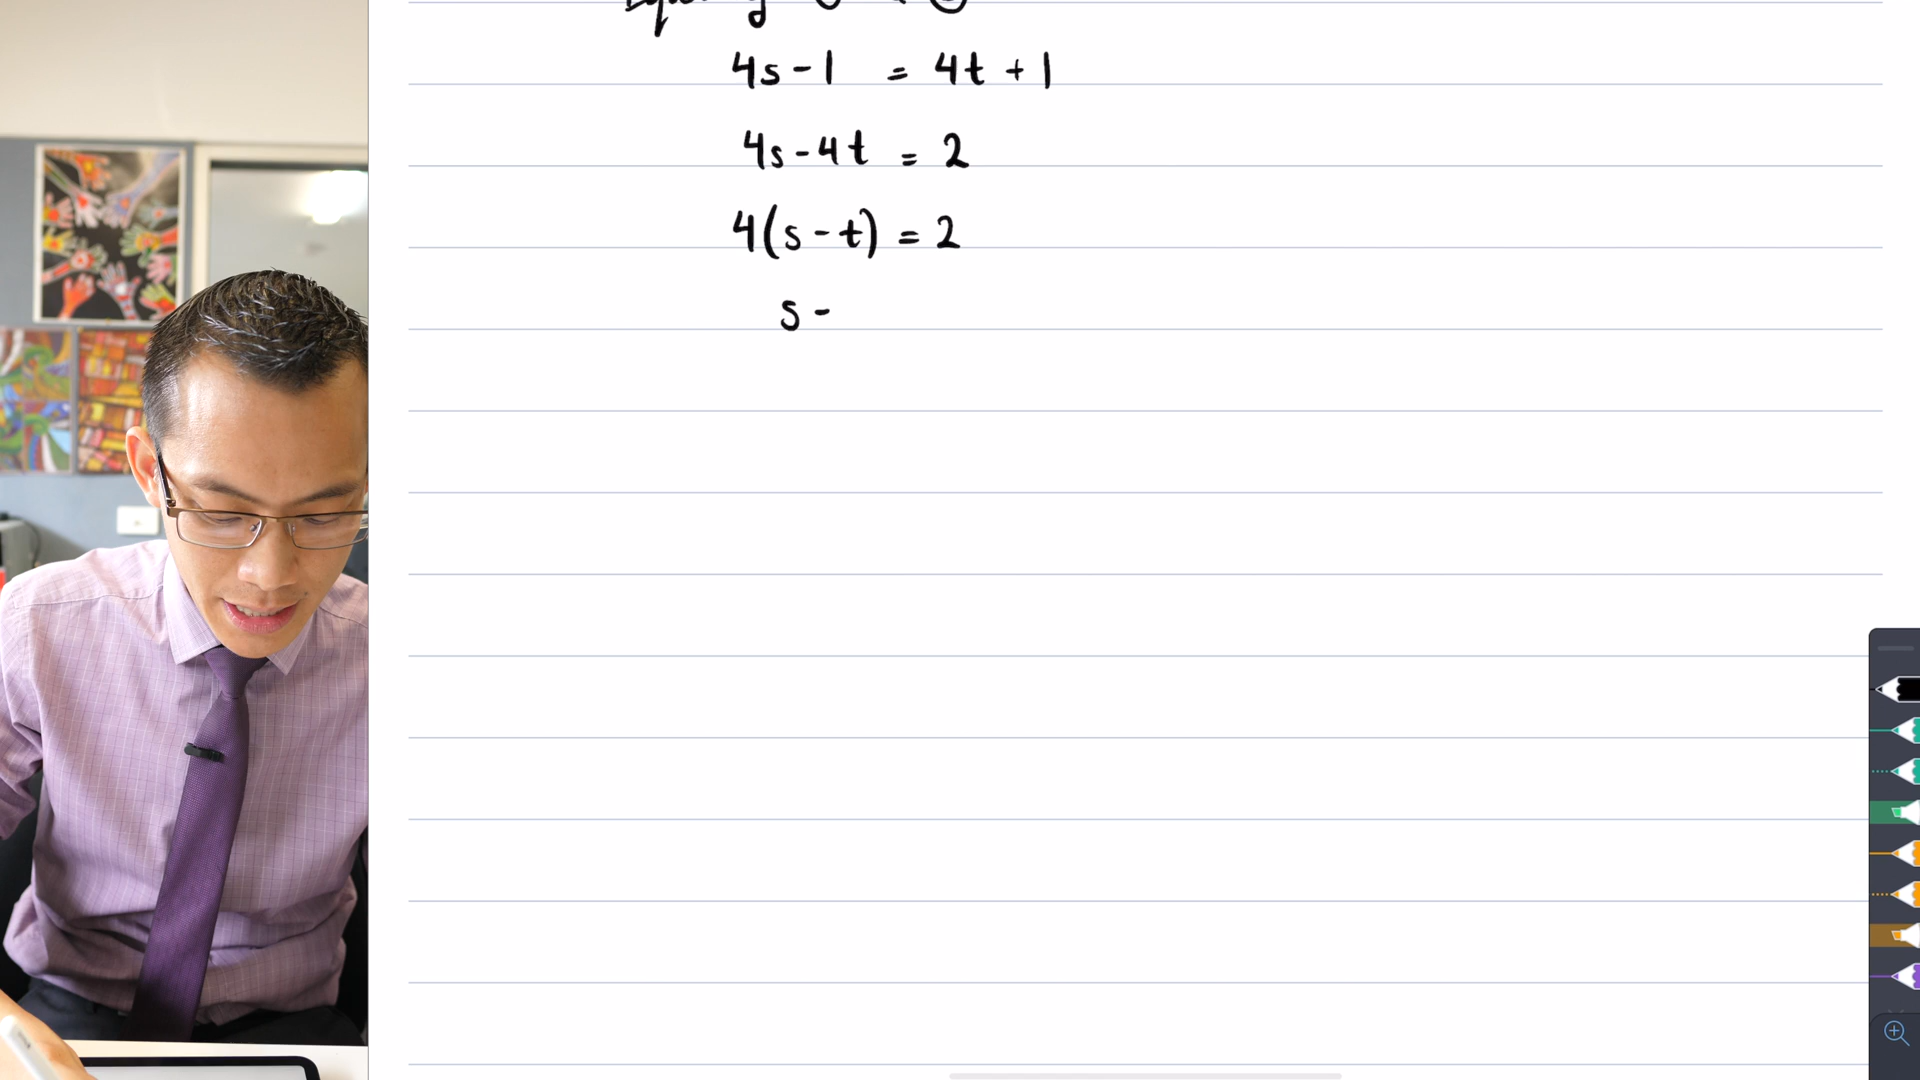 4s - 1 = 4t + 1
4s - 4t = 2
4(s - t) = 2
s -